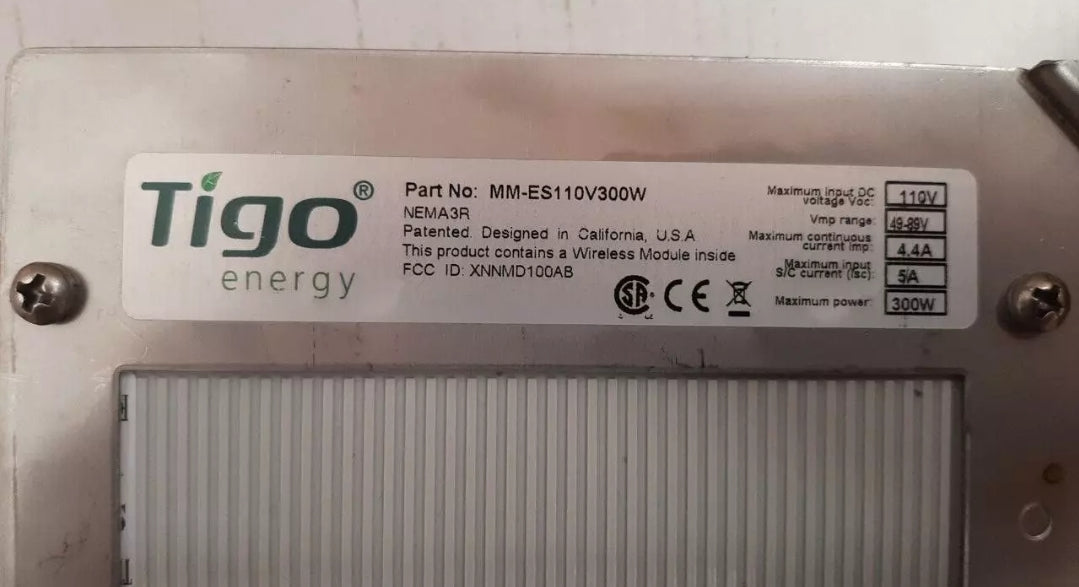 Tigo®
energy
Part No: MM-ES110V300W
NEMA3R
Patented. Designed in California, U.S.A
This product contains a Wireless Module inside
FCC ID: XNNMD100AB
SA
CE
Maximum input DC
voltage Voc: 110V
Vmp range: 49-89V
Maximum continuous
current imp: 4.4A
Maximum input
S/C current (Isc): 5A
Maximum power: 300W